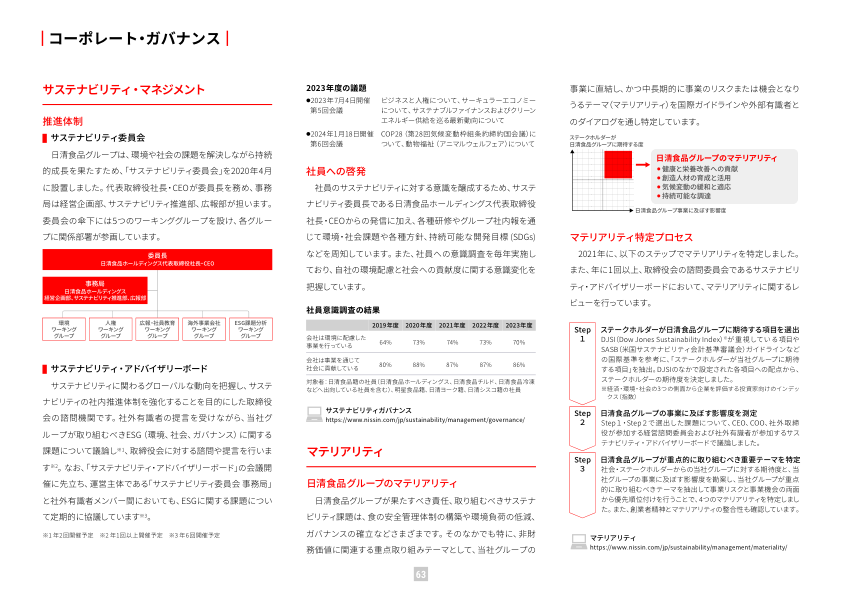 コーポレート・ガバナンス
サステナビリティ・マネジメント
推進体制
サステナビリティ委員会
日清食品グループは、環境や社会の課題を解決しながら持続
的成長を果たすため、「サステナビリティ委員会」を2020年4月
に設置しました。代表取締役社長・CEOが委員長を務め、事務
局は経営企画部、サステナビリティ推進部、広報部が担います。
委員会の傘下には5つのワーキンググループを設け、各グルー
プに関係部署が参画しています。
委員長
日清食品ホールディングス代表取締役社長・CEO
事務局
日清食品ホールディングス
経営企画部、サステナビリティ推進部、広報部
環境
ワーキング
グループ
人権
ワーキング
グループ
広報・社員教育
ワーキング
グループ
海外事業会社
ワーキング
グループ
ESG課題分析
ワーキング
グループ
サステナビリティ・アドバイザリーボード
サステナビリティに関わるグローバルな動向を把握し、サステ
ナビリティの社内推進体制を強化することを目的にした取締役
会の諮問機関です。社外有識者の提言を受けながら、当社グ
ループが取り組むべきESG（環境、社会、ガバナンス）に関する
課題について議論し※1、取締役会に対する諮問や提言を行いま
す※2。なお、「サステナビリティ・アドバイザリーボード」の会議開
催に先立ち、運営主体である「サステナビリティ委員会 事務局」
と社外有識者メンバー間においても、ESGに関する課題につい
て定期的に協議しています※3。
※1 年2回開催予定　※2 年1回以上開催予定　※3 年6回開催予定
2023年度の議題
●2023年7月4日開催　ビジネスと人権について、サーキュラーエコノミー
第5回会議　について、サステナブルファイナンスおよびクリーン
エネルギー供給を巡る最新動向について
●2024年1月18日開催　COP28（第28回気候変動枠組条約締約国会議）に
第6回会議　ついて、動物福祉（アニマルウェルフェア）について
社員への啓発
社員のサステナビリティに対する意識を醸成するため、サステ
ナビリティ委員長である日清食品ホールディングス代表取締役
社長・CEOからの発信に加え、各種研修やグループ社内報を通
じて環境・社会課題や各種方針、持続可能な開発目標（SDGs）
などを周知しています。また、社員への意識調査を毎年実施し
ており、自社の環境配慮と社会への貢献度に関する意識変化を
把握しています。
社員意識調査の結果
2019年度 2020年度 2021年度 2022年度 2023年度
会社は環境に配慮した
事業を行っている 64% 73% 74% 73% 70%
会社は事業を通じて
社会に貢献している 80% 68% 87% 87% 86%
対象者：日清食品籍の社員（日清食品ホールディングス、日清食品チルド、日清食品冷凍
などへ出向している社員を含む）、明星食品籍、日清ヨーク籍、日清シスコ籍の社員
サステナビリティガバナンス
https://www.nissin.com/jp/sustainability/management/governance/
マテリアリティ
日清食品グループのマテリアリティ
日清食品グループが果たすべき責任、取り組むべきサステナ
ビリティ課題は、食の安全管理体制の構築や環境負荷の低減、
ガバナンスの確立などさまざまです。そのなかでも特に、非財
務価値に関連する重点取り組みテーマとして、当社グループの
事業に直結し、かつ中長期的に事業のリスクまたは機会となり
うるテーマ（マテリアリティ）を国際ガイドラインや外部有識者と
のダイアログを通し特定しています。
ステークホルダーが
日清食品グループに期待する度
日清食品グループのマテリアリティ
●健康と栄養改善への貢献
●創造人材の育成と活用
●気候変動の緩和と適応
●持続可能な調達
日清食品グループ事業に及ぼす影響度
マテリアリティ特定プロセス
2021年に、以下のステップでマテリアリティを特定しました。
また、年に1回以上、取締役会の諮問委員会であるサステナビリ
ティ・アドバイザリーボードにおいて、マテリアリティに関するレ
ビューを行っています。
Step
1
ステークホルダーが日清食品グループに期待する項目を選出
DJSI（Dow Jones Sustainability Index）※が重視している項目や
SASB（米国サステナビリティ会計基準審議会）ガイドラインなど
の国際基準を参考に、「ステークホルダーが当社グループに期待
する項目」を抽出。DJSIのなかで設定された各項目への配点から、
ステークホルダーの期待度を決定しました。
※経済・環境・社会の3つの側面から企業を評価する投資家向けのインデッ
クス（指数）
Step
2
日清食品グループの事業に及ぼす影響度を測定
Step 1・Step 2で選出した課題について、CEO、COO、社外取締
役が参加する経営諮問委員会および社外有識者が参加するサス
テナビリティ・アドバイザリーボードで議論しました。
Step
3
日清食品グループが重点的に取り組むべき重要テーマを特定
社会・ステークホルダーからの当社グループに対する期待度と、当
社グループの事業に及ぼす影響度を勘案し、当社グループが重点
的に取り組むべきテーマを抽出して事業リスクと事業機会の両面
から優先順位付けを行うことで、4つのマテリアリティを特定しまし
た。また、創業者精神とマテリアリティの整合性も確認しています。
マテリアリティ
https://www.nissin.com/jp/sustainability/management/materiality/
63